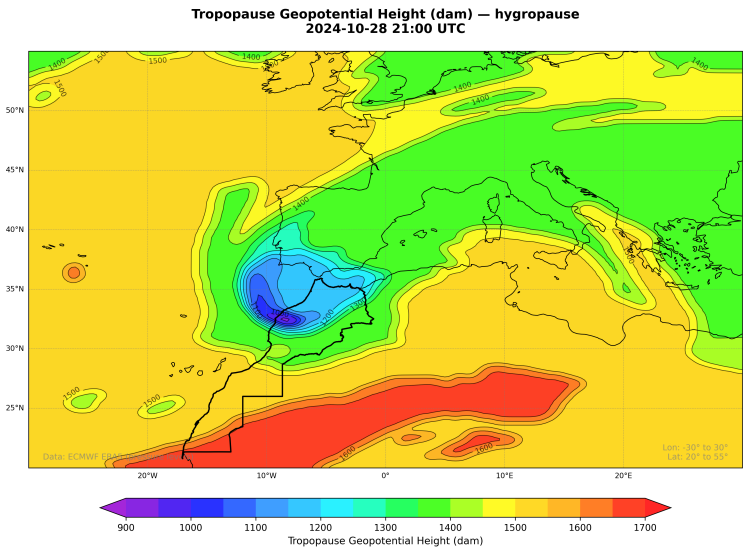 Tropopause Geopotential Height (dam) — hygropause
2024-10-28 21:00 UTC
1400
1500
1500
1400
1400
1500
1400
1400
50°N
45°N
1400
40°N
35°N
1300
1200
30°N
1500
1500
25°N
1600
1600
Data: ECMWF
Lon: -30° to 30°
Lat: 20° to 55°
20°W
10°W
0°
10°E
20°E
900
1000
1100
1200
1300
1400
1500
1600
1700
Tropopause Geopotential Height (dam)